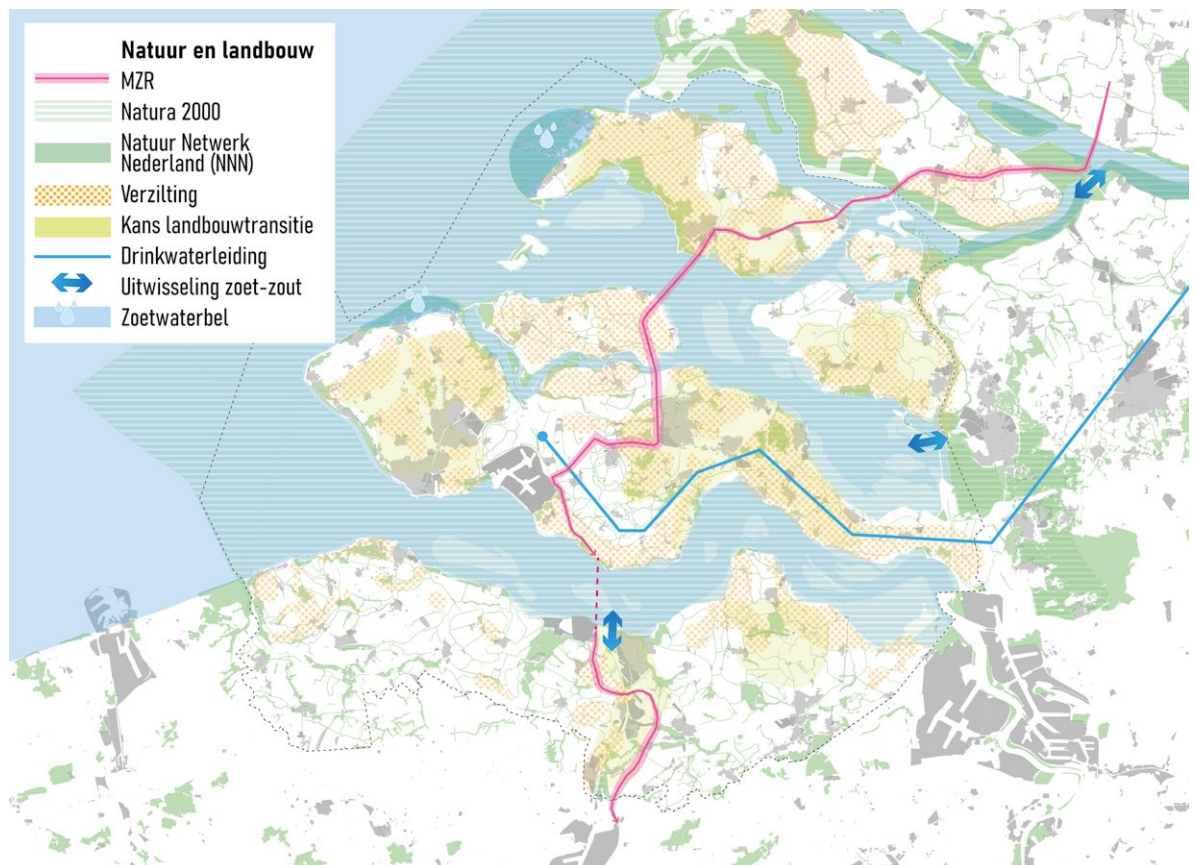 Natuur en landbouw
MZR
Natura 2000
Natuur Netwerk
Nederland (NNN)
Verzilting
Kans landbouwtransitie
Drinkwaterleiding
Uitwisseling zoet-zout
Zoetwaterbel